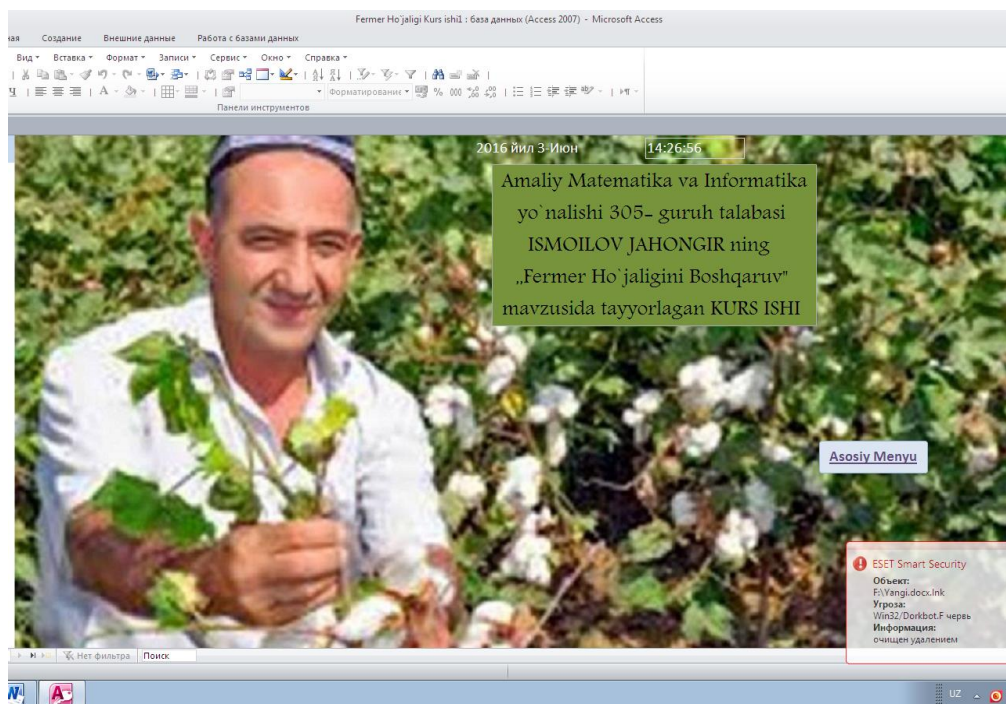 Fermer Ho`jaligi Kurs ishi1 : база данных (Access 2007) - Microsoft Access
Создание Внешние данные Работа с базами данных
Вид Вставка Формат Записи Сервис Окно Справка
Форматирование % 000
Панели инструментов
2016 йил 3-Июн 14:26:56
Amaliy Matematika va Informatika
yo`nalishi 305- guruh talabasi
ISMOILOV JAHONGIR ning
,,Fermer Ho`jaligini Boshqaruv"
mavzusida tayyorlagan KURS ISHI
Asosiy Menyu
ESET Smart Security
Объект:
F:\Yangi.docx.lnk
Угроза:
Win32/Dorkbot.F червь
Информация:
очищен удалением
Нет фильтра Поиск
UZ